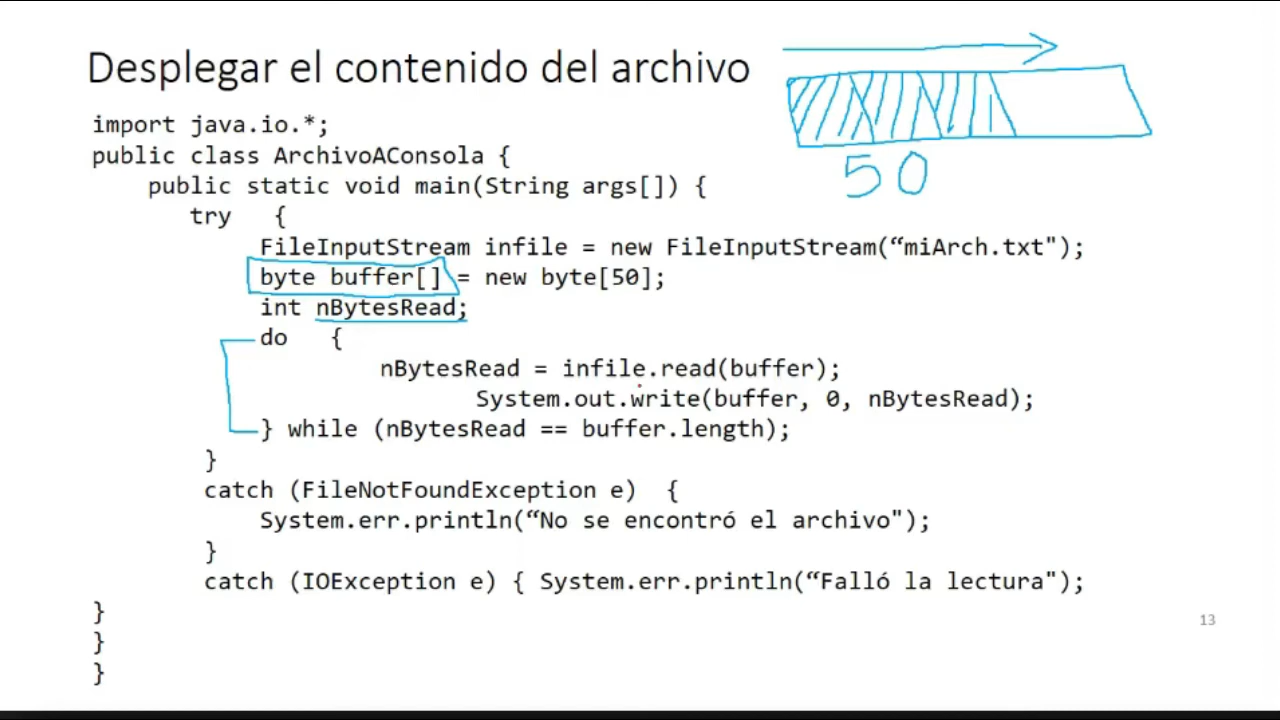 Desplegar el contenido del archivo
import java.io.*;
public class ArchivoAConsola {
public static void main(String args[]) {
try {
FileInputStream infile = new FileInputStream(“miArch.txt");
byte buffer[] = new byte[50];
int nBytesRead;
do {
nBytesRead = infile.read(buffer);
System.out.write(buffer, 0, nBytesRead);
} while (nBytesRead == buffer.length);
}
catch (FileNotFoundException e) {
System.err.println(“No se encontró el archivo");
}
catch (IOException e) { System.err.println(“Falló la lectura");
}
}
}
50
13